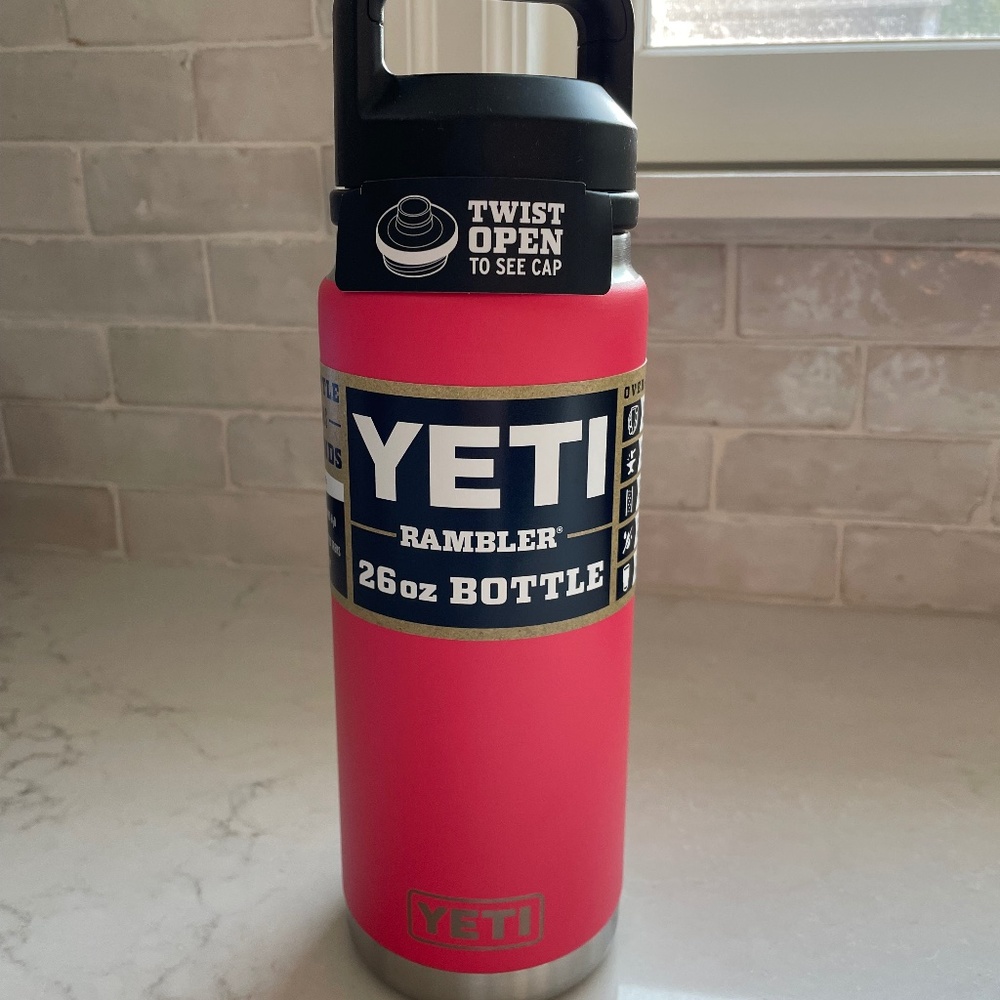 TWIST
OPEN
TO SEE CAP
YETI
RAMBLER®
26oz BOTTLE
YETI